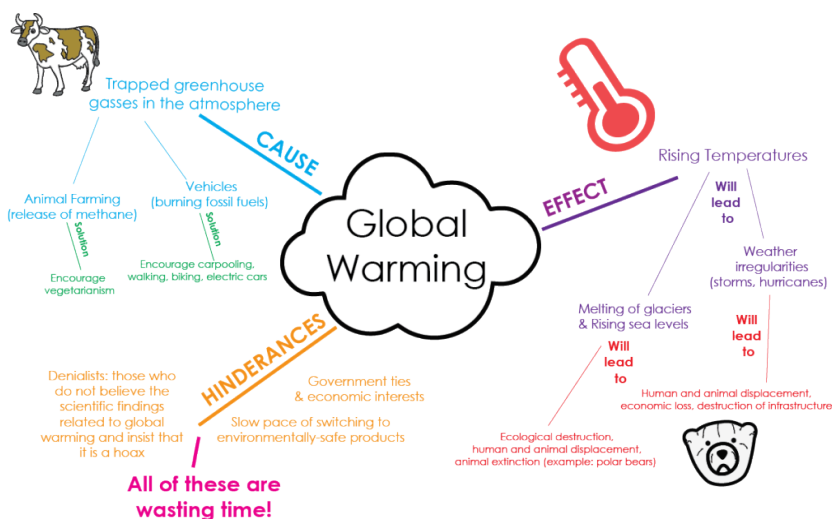 Global
Warming
CAUSE
Trapped greenhouse
gasses in the atmosphere
Animal Farming
(release of methane)
Solution
Encourage
vegetarianism
Vehicles
(burning fossil fuels)
Solution
Encourage carpooling,
walking, biking, electric cars
EFFECT
Rising Temperatures
Will
lead
to
Melting of glaciers
& Rising sea levels
Will
lead
to
Ecological destruction,
human and animal displacement,
animal extinction (example: polar bears)
Weather
irregularities
(storms, hurricanes)
Will
lead
to
Human and animal displacement,
economic loss, destruction of infrastructure
HINDERANCES
Denialists: those who
do not believe the
scientific findings
related to global
warming and insist that
it is a hoax
Government ties
& economic interests
Slow pace of switching to
environmentally-safe products
All of these are
wasting time!